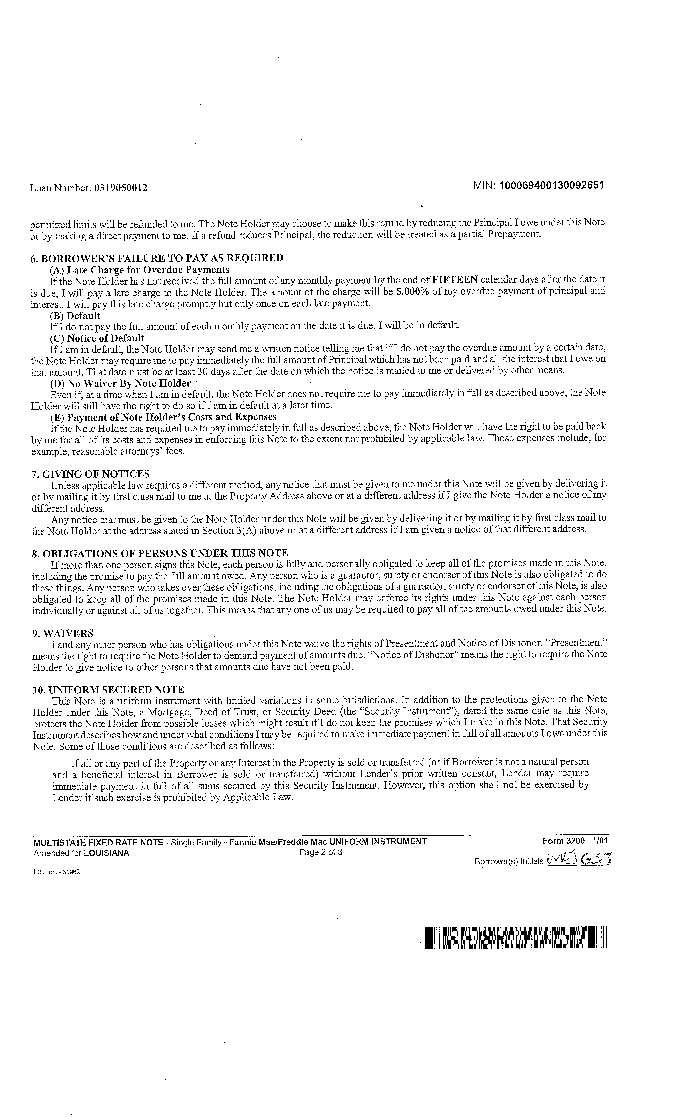 Loan Number: 0319050012 MIN: 100069400130092651
permitted limits will be refunded to me. The Note Holder may choose to make this refund by reducing the Principal I owe under this Note
or by making a direct payment to me. If a refund reduces Principal, the reduction will be treated as a partial Prepayment.
6. BORROWER'S FAILURE TO PAY AS REQUIRED
(A) Late Charge for Overdue Payments
If the Note Holder has not received the full amount of any monthly payment by the end of FIFTEEN calendar days after the date it
is due, I will pay a late charge to the Note Holder. The amount of the charge will be 5.000% of my overdue payment of principal and
interest. I will pay this late charge promptly but only once on each late payment.
(B) Default
If I do not pay the full amount of each monthly payment on the date it is due, I will be in default.
(C) Notice of Default
If I am in default, the Note Holder may send me a written notice telling me that if I do not pay the overdue amount by a certain date,
the Note Holder may require me to pay immediately the full amount of Principal which has not been paid and all the interest that I owe on
that amount. That date must be at least 30 days after the date on which the notice is mailed to me or delivered by other means.
(D) No Waiver By Note Holder
Even if, at a time when I am in default, the Note Holder does not require me to pay immediately in full as described above, the Note
Holder will still have the right to do so if I am in default at a later time.
(E) Payment of Note Holder's Costs and Expenses
If the Note Holder has required me to pay immediately in full as described above, the Note Holder will have the right to be paid back
by me for all of its costs and expenses in enforcing this Note to the extent not prohibited by applicable law. Those expenses include, for
example, reasonable attorneys' fees.
7. GIVING OF NOTICES
Unless applicable law requires a different method, any notice that must be given to me under this Note will be given by delivering it
or by mailing it by first class mail to me at the Property Address above or at a different address if I give the Note Holder a notice of my
different address.
Any notice that must be given to the Note Holder under this Note will be given by delivering it or by mailing it by first class mail to
the Note Holder at the address stated in Section 3(A) above or at a different address if I am given a notice of that different address.
8. OBLIGATIONS OF PERSONS UNDER THIS NOTE
If more than one person signs this Note, each person is fully and personally obligated to keep all of the promises made in this Note,
including the promise to pay the full amount owed. Any person who is a guarantor, surety or endorser of this Note is also obligated to do
these things. Any person who takes over these obligations, including the obligations of a guarantor, surety or endorser of this Note, is also
obligated to keep all of the promises made in this Note. The Note Holder may enforce its rights under this Note against each person
individually or against all of us together. This means that any one of us may be required to pay all of the amounts owed under this Note.
9. WAIVERS
I and any other person who has obligations under this Note waive the rights of Presentment and Notice of Dishonor. "Presentment"
means the right to require the Note Holder to demand payment of amounts due. "Notice of Dishonor" means the right to require the Note
Holder to give notice to other persons that amounts due have not been paid.
10. UNIFORM SECURED NOTE
This Note is a uniform instrument with limited variations in some jurisdictions. In addition to the protections given to the Note
Holder under this Note, a Mortgage, Deed of Trust, or Security Deed (the "Security Instrument"), dated the same date as this Note,
protects the Note Holder from possible losses which might result if I do not keep the promises which I make in this Note. That Security
Instrument describes how and under what conditions I may be required to make immediate payment in full of all amounts I owe under this
Note. Some of those conditions are described as follows:
If all or any part of the Property or any Interest in the Property is sold or transferred (or if Borrower is not a natural person
and a beneficial interest in Borrower is sold or transferred) without Lender's prior written consent, Lender may require
immediate payment in full of all sums secured by this Security Instrument. However, this option shall not be exercised by
Lender if such exercise is prohibited by Applicable Law.
MULTISTATE FIXED RATE NOTE - Single Family - Fannie Mae/Freddie Mac UNIFORM INSTRUMENT Form 3200 1/01
Amended for LOUISIANA Page 2 of 3
Borrower(s) Initials